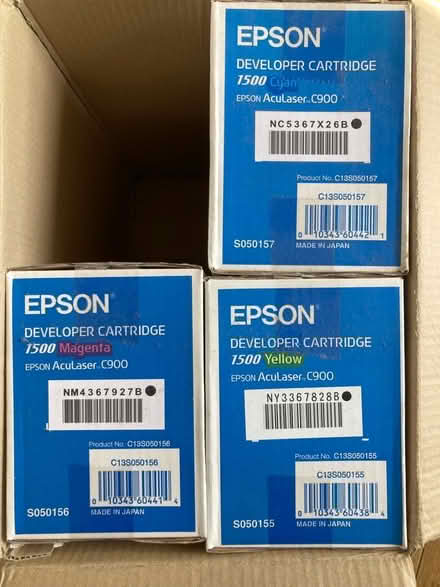 EPSON
DEVELOPER CARTRIDGE
1500 Cyan
EPSON AcuLaser C900
NC5367X26B
Product No. C13S050157
C13S050157
0 10343 60442 1
S050157
MADE IN JAPAN
EPSON
DEVELOPER CARTRIDGE
1500 Magenta
EPSON AcuLaser C900
NM4367927B
Product No. C13S050156
C13S050156
0 10343 60441 4
S050156
MADE IN JAPAN
EPSON
DEVELOPER CARTRIDGE
1500 Yellow
EPSON AcuLaser C900
NY3367828B
Product No. C13S050155
C13S050155
0 10343 60438 4
S050155
MADE IN JAPAN